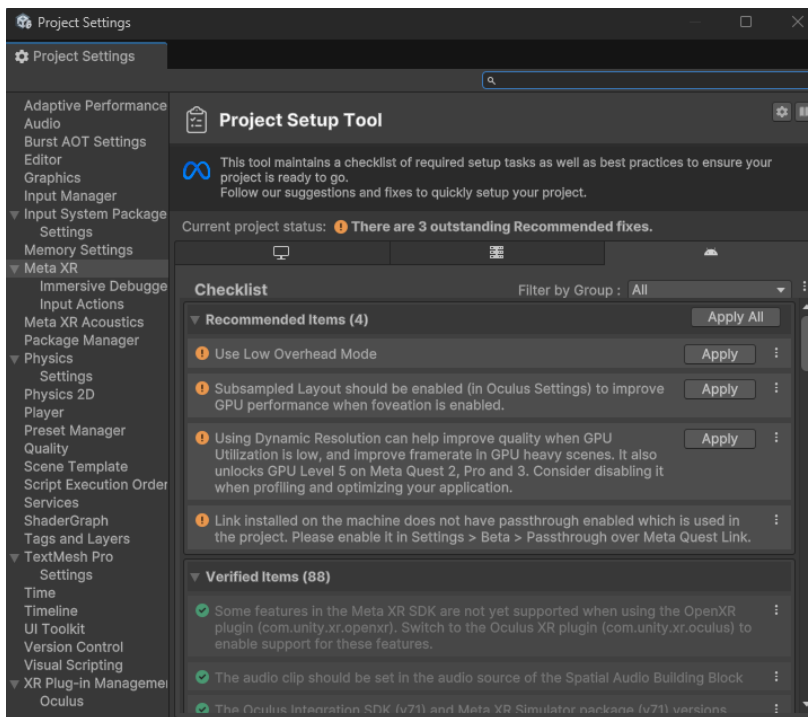 Project Settings
Project Settings
Adaptive Performance
Audio
Burst AOT Settings
Editor
Graphics
Input Manager
Input System Package
Settings
Memory Settings
Meta XR
Immersive Debugge
Input Actions
Meta XR Acoustics
Package Manager
Physics
Settings
Physics 2D
Player
Preset Manager
Quality
Scene Template
Script Execution Order
Services
ShaderGraph
Tags and Layers
TextMesh Pro
Settings
Time
Timeline
UI Toolkit
Version Control
Visual Scripting
XR Plug-in Managemen
Oculus
Project Setup Tool
This tool maintains a checklist of required setup tasks as well as best practices to ensure your
project is ready to go.
Follow our suggestions and fixes to quickly setup your project.
Current project status: There are 3 outstanding Recommended fixes.
Checklist
Filter by Group : All
Recommended Items (4)
Apply All
Use Low Overhead Mode
Apply
Subsampled Layout should be enabled (in Oculus Settings) to improve
GPU performance when foveation is enabled.
Apply
Using Dynamic Resolution can help improve quality when GPU
Utilization is low, and improve framerate in GPU heavy scenes. It also
unlocks GPU Level 5 on Meta Quest 2, Pro and 3. Consider disabling it
when profiling and optimizing your application.
Apply
Link installed on the machine does not have passthrough enabled which is used in
the project. Please enable it in Settings > Beta > Passthrough over Meta Quest Link.
Verified Items (88)
Some features in the Meta XR SDK are not yet supported when using the OpenXR
plugin (com.unity.xr.openxr). Switch to the Oculus XR plugin (com.unity.xr.oculus) to
enable support for these features.
The audio clip should be set in the audio source of the Spatial Audio Building Block
The Oculus Integration SDK (v71) and Meta XR Simulator package (v71) versions